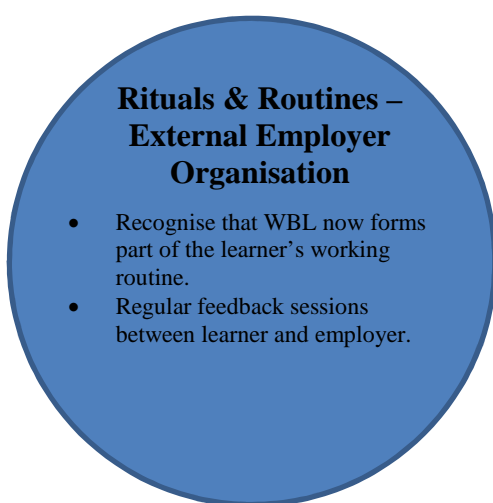 Rituals & Routines –
External Employer
Organisation
• Recognise that WBL now forms
part of the learner’s working
routine.
• Regular feedback sessions
between learner and employer.